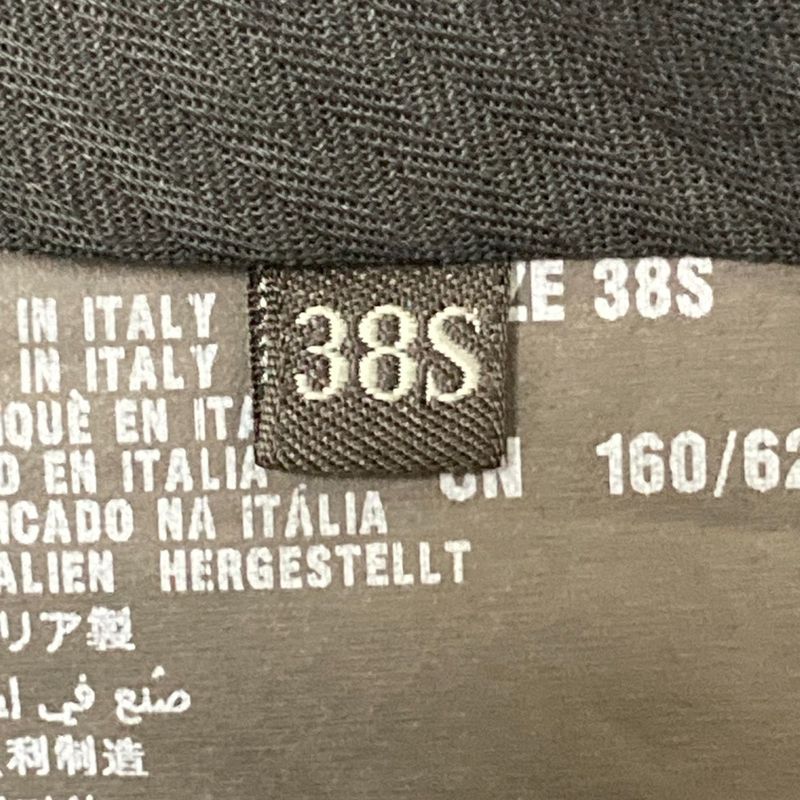 38S
ZE 38S
CN 160/62
IN ITALY
IN ITALY
IQUÈ EN ITA
O EN ITALIA
ICADO NA ITÁLIA
ALIEN HERGESTELLT
リア製
صُنع في
利制造